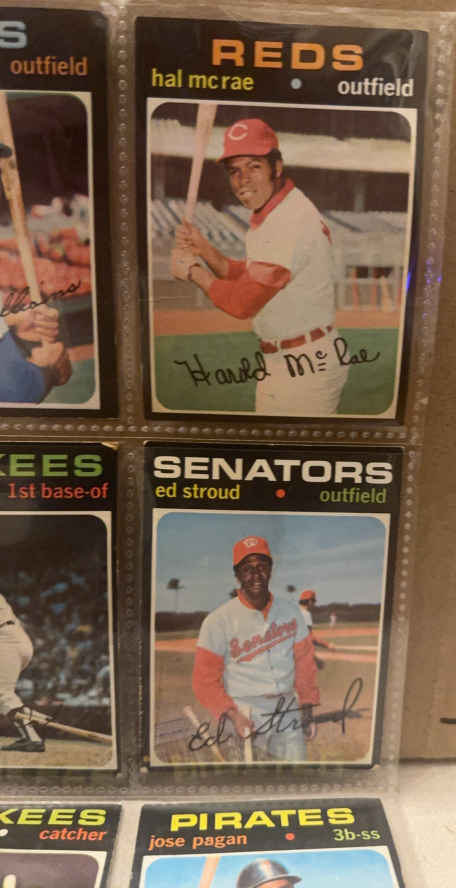 S
outfield
lliams
REDS
hal mcrae • outfield
C
Harold McRae
KEES
1st base-of
SENATORS
ed stroud • outfield
W
Senators
Ed Stroud
KEES
• catcher
PIRATES
jose pagan • 3b-ss